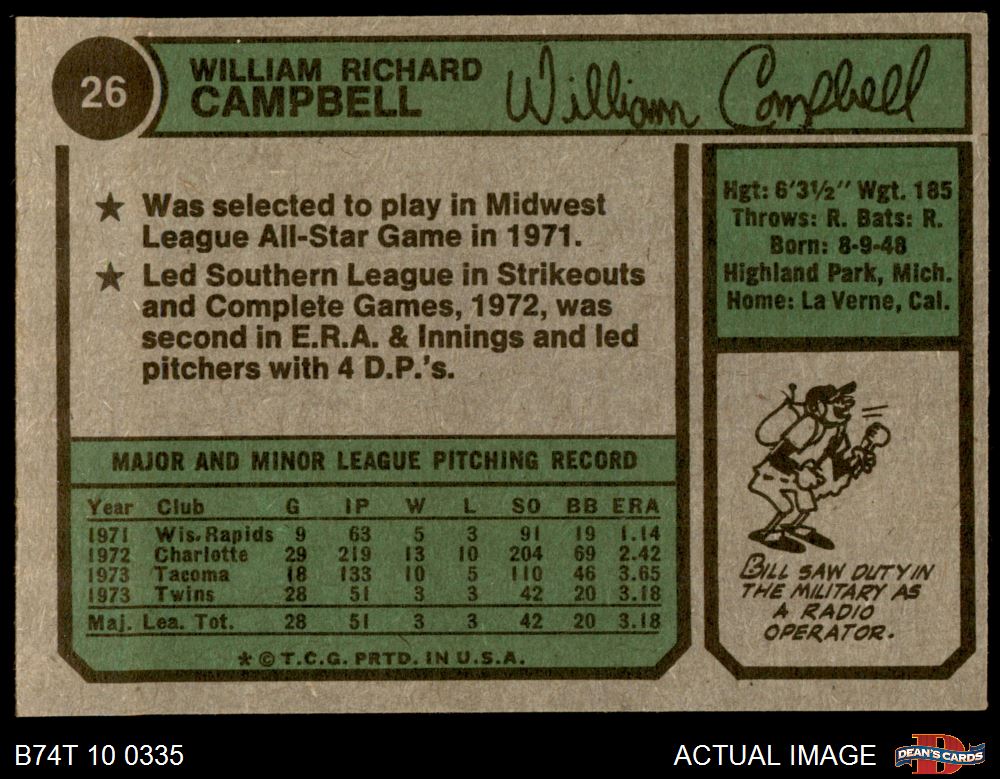 26
WILLIAM RICHARD
CAMPBELL
William Campbell
★ Was selected to play in Midwest
League All-Star Game in 1971.
★ Led Southern League in Strikeouts
and Complete Games, 1972, was
second in E.R.A. & Innings and led
pitchers with 4 D.P.'s.
Hgt: 6'3½" Wgt. 185
Throws: R. Bats: R.
Born: 8-9-48
Highland Park, Mich.
Home: La Verne, Cal.
MAJOR AND MINOR LEAGUE PITCHING RECORD
Year Club G IP W L SO BB ERA
1971 Wis. Rapids 9 63 5 3 91 19 1.14
1972 Charlotte 29 219 13 10 204 69 2.42
1973 Tacoma 18 133 10 5 110 46 3.65
1973 Twins 28 51 3 3 42 20 3.18
Maj. Lea. Tot. 28 51 3 3 42 20 3.18
* © T.C.G. PRTD. IN U.S.A.
BILL SAW DUTY IN
THE MILITARY AS
A RADIO
OPERATOR.
B74T 10 0335
ACTUAL IMAGE
D
DEAN'S CARDS